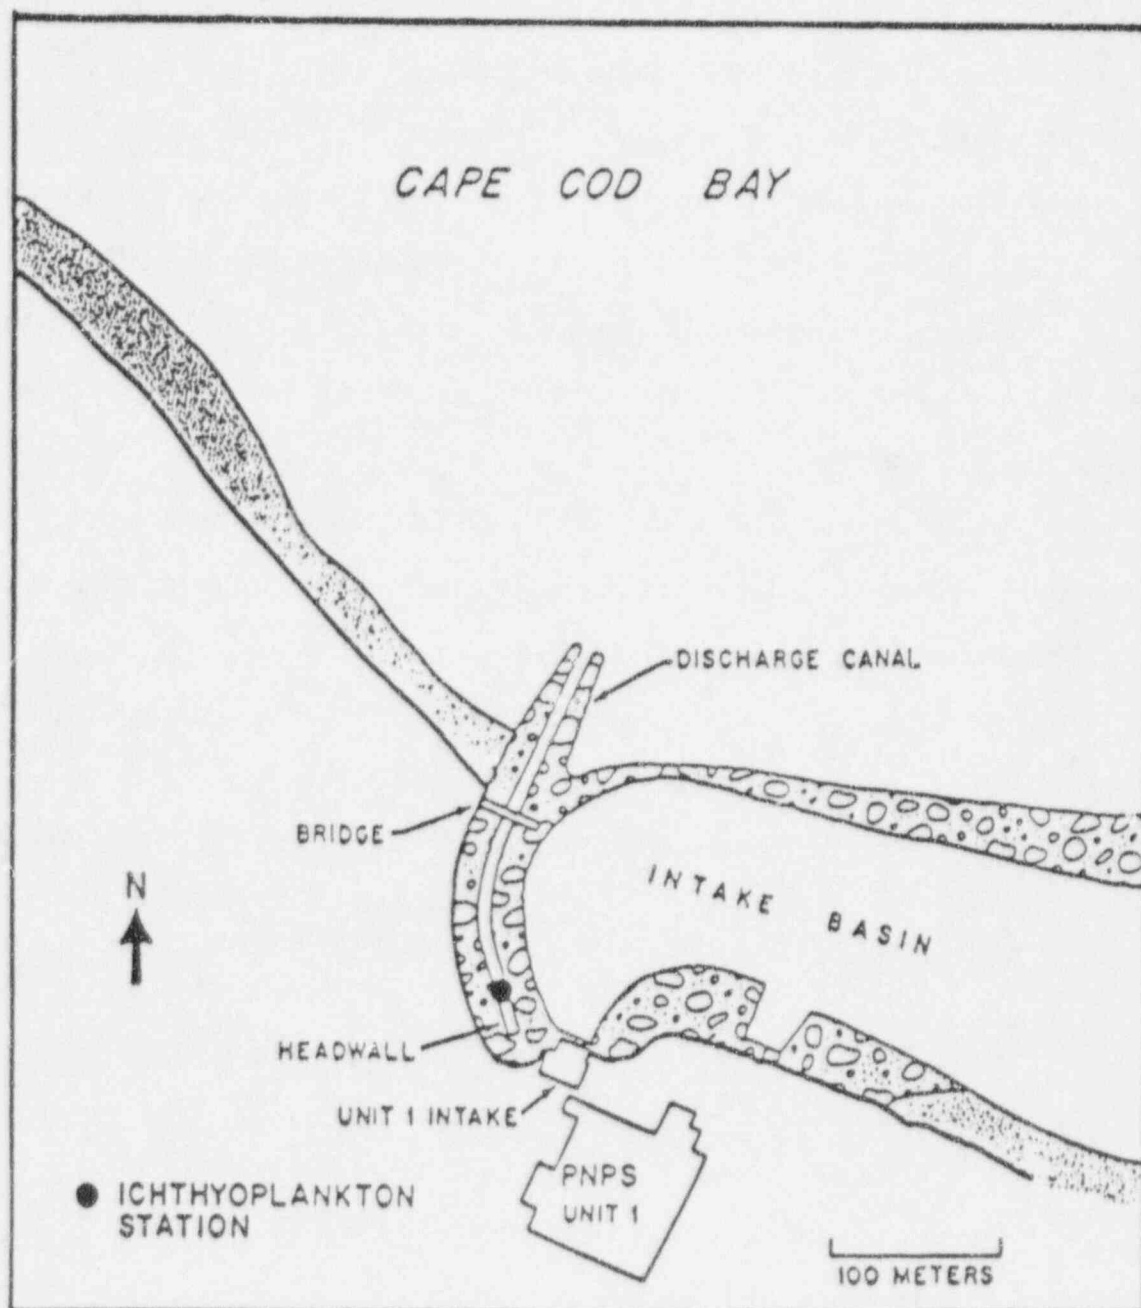 CAPE COD BAY
DISCHARGE CANAL
BRIDGE
INTAKE BASIN
N
HEADWALL
UNIT 1 INTAKE
PNPS
UNIT 1
ICHTHYOPLANKTON
STATION
100 METERS